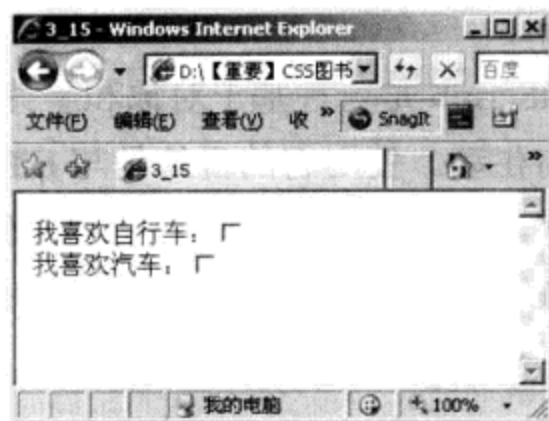 3_15 - Windows Internet Explorer
D:\【重要】CSS图书
百度
文件(F) 编辑(E) 查看(V) 收 » SnagIt
3_15 »
我喜欢自行车:
我喜欢汽车:
我的电脑 100%